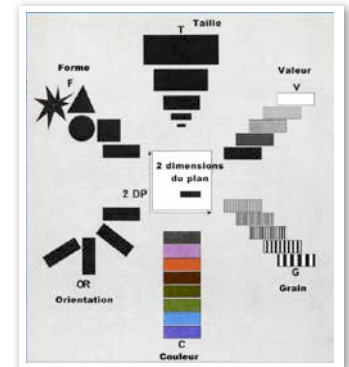 Taille
T
Forme
F
Valeur
V
2 dimensions
du plan
2 DP
OR
Orientation
G
Grain
C
Couleur